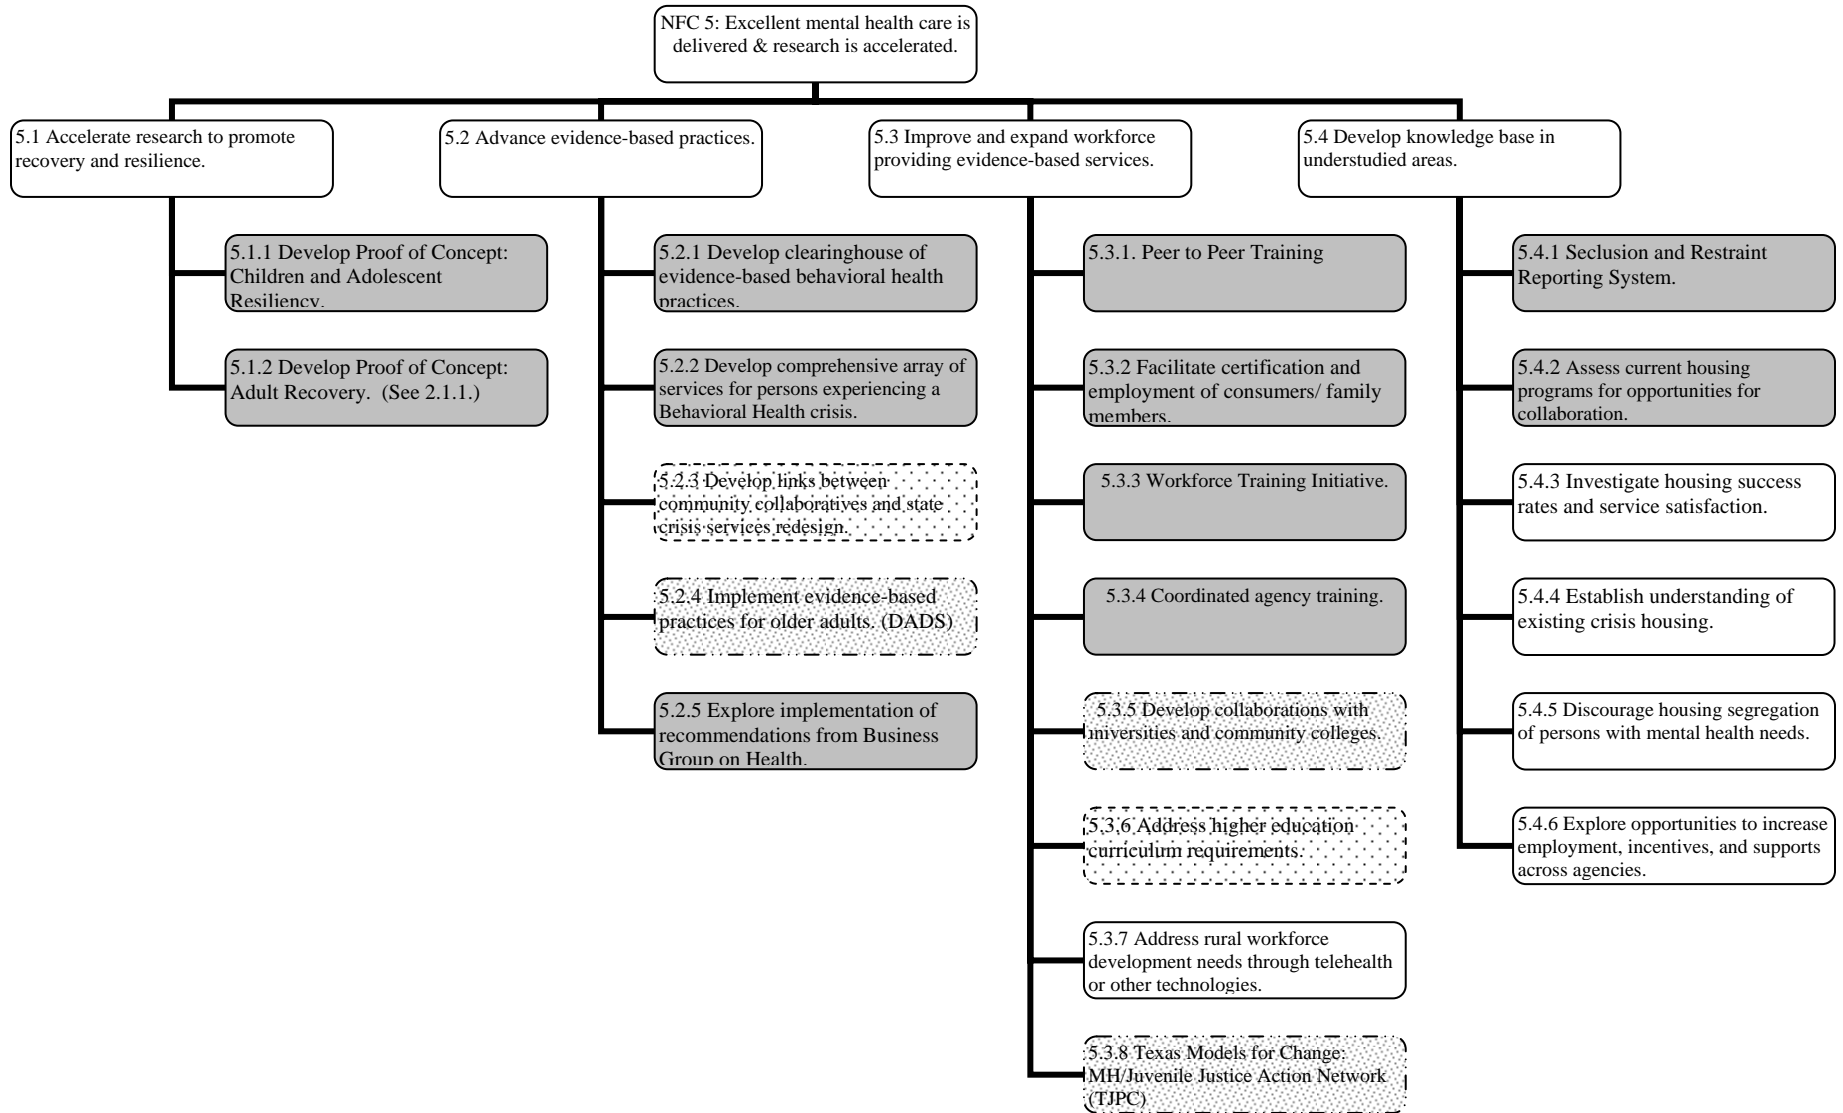 NFC 5: Excellent mental health care is
delivered & research is accelerated.
5.1 Accelerate research to promote
recovery and resilience.
5.1.1 Develop Proof of Concept:
Children and Adolescent
Resiliency.
5.1.2 Develop Proof of Concept:
Adult Recovery. (See 2.1.1.)
5.2 Advance evidence-based practices.
5.2.1 Develop clearinghouse of
evidence-based behavioral health
practices.
5.2.2 Develop comprehensive array of
services for persons experiencing a
Behavioral Health crisis.
5.2.3 Develop links between
community collaboratives and state
crisis services redesign.
5.2.4 Implement evidence-based
practices for older adults. (DADS)
5.2.5 Explore implementation of
recommendations from Business
Group on Health.
5.3 Improve and expand workforce
providing evidence-based services.
5.3.1. Peer to Peer Training
5.3.2 Facilitate certification and
employment of consumers/ family
members.
5.3.3 Workforce Training Initiative.
5.3.4 Coordinated agency training.
5.3.5 Develop collaborations with
universities and community colleges.
5.3.6 Address higher education
curriculum requirements.
5.3.7 Address rural workforce
development needs through telehealth
or other technologies.
5.3.8 Texas Models for Change:
MH/Juvenile Justice Action Network
(TJPC)
5.4 Develop knowledge base in
understudied areas.
5.4.1 Seclusion and Restraint
Reporting System.
5.4.2 Assess current housing
programs for opportunities for
collaboration.
5.4.3 Investigate housing success
rates and service satisfaction.
5.4.4 Establish understanding of
existing crisis housing.
5.4.5 Discourage housing segregation
of persons with mental health needs.
5.4.6 Explore opportunities to increase
employment, incentives, and supports
across agencies.